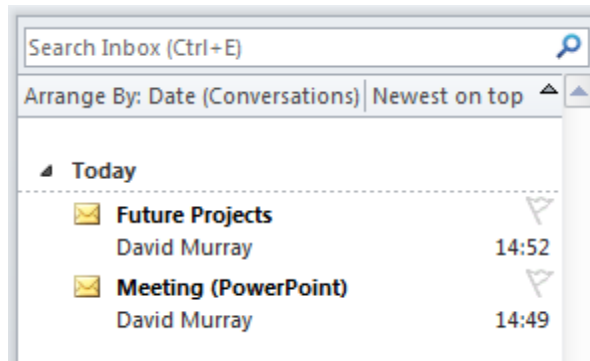 Search Inbox (Ctrl+E)
Arrange By: Date (Conversations) Newest on top
Today
Future Projects
David Murray 14:52
Meeting (PowerPoint)
David Murray 14:49